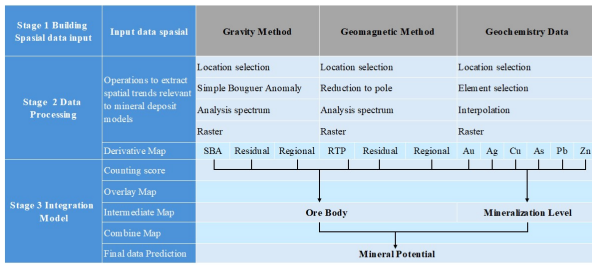 Stage 1 Building
Spasial data input
Input data spasial
Gravity Method
Geomagnetic Method
Geochemistry Data
Stage 2 Data
Processing
Operations to extract
spatial trends relevant
to mineral deposit
models
Location selection
Location selection
Location selection
Simple Bouguer Anomaly
Reduction to pole
Element selection
Analysis spectrum
Analysis spectrum
Interpolation
Raster
Raster
Raster
Derivative Map
SBA Residual Regional RTP Residual Regional Au Ag Cu As Pb Zn
Stage 3 Integration
Model
Counting score
Overlay Map
Intermediate Map
Ore Body
Mineralization Level
Combine Map
Final data Prediction
Mineral Potential